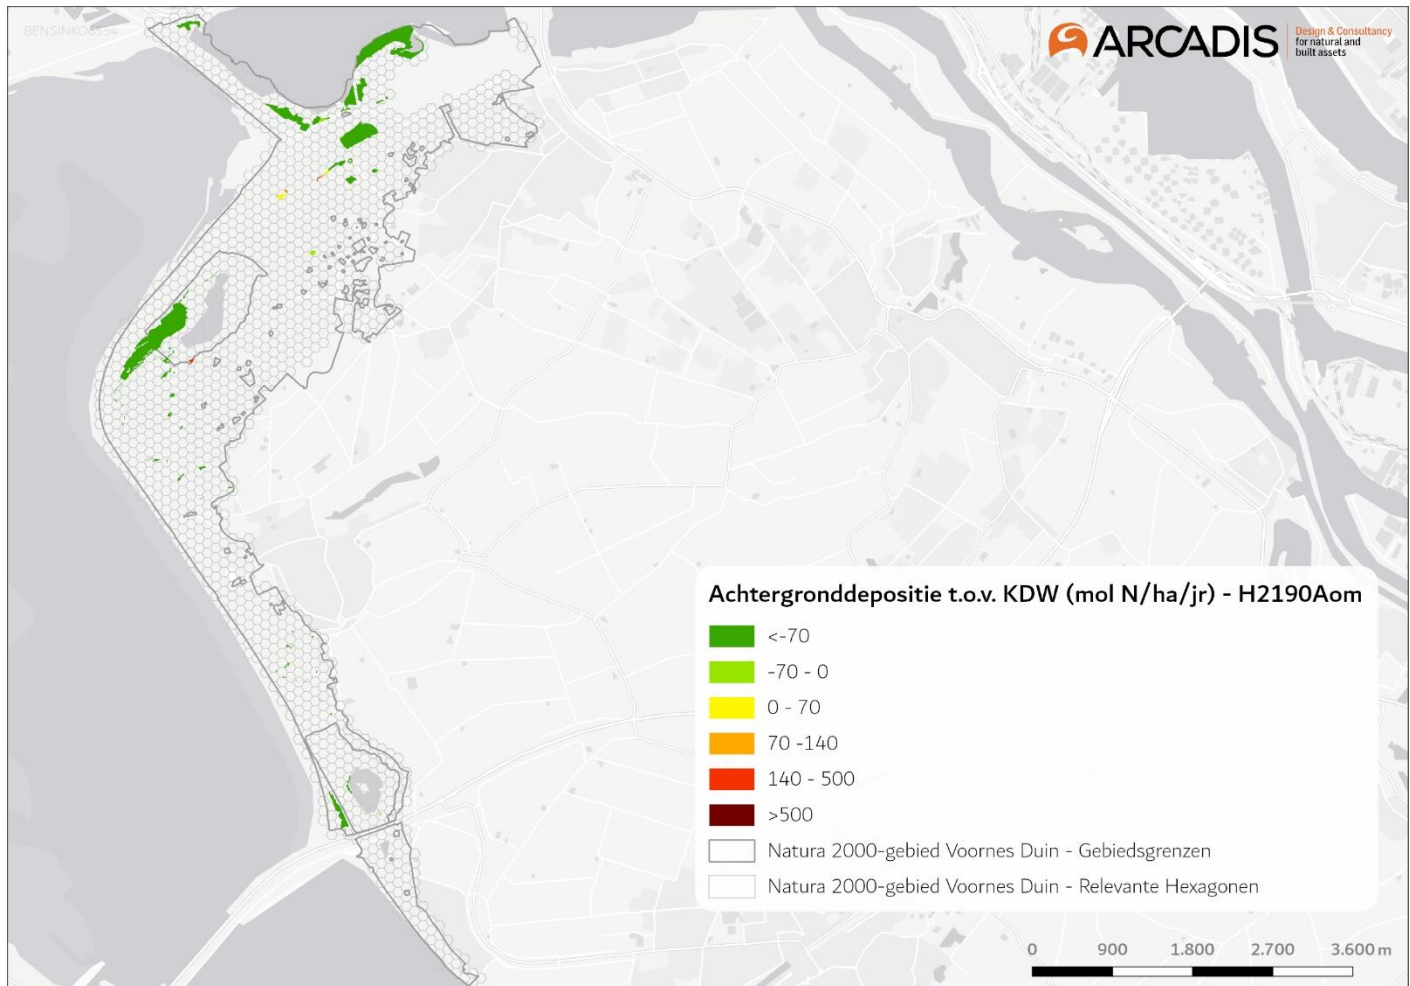 BENSINKO8554
ARCADIS
Design & Consultancy
for natural and
built assets
Achtergronddepositie t.o.v. KDW (mol N/ha/jr) - H2190Aom
<-70
-70 - 0
0 - 70
70 -140
140 - 500
>500
Natura 2000-gebied Voornes Duin - Gebiedsgrenzen
Natura 2000-gebied Voornes Duin - Relevante Hexagonen
0 900 1.800 2.700 3.600 m